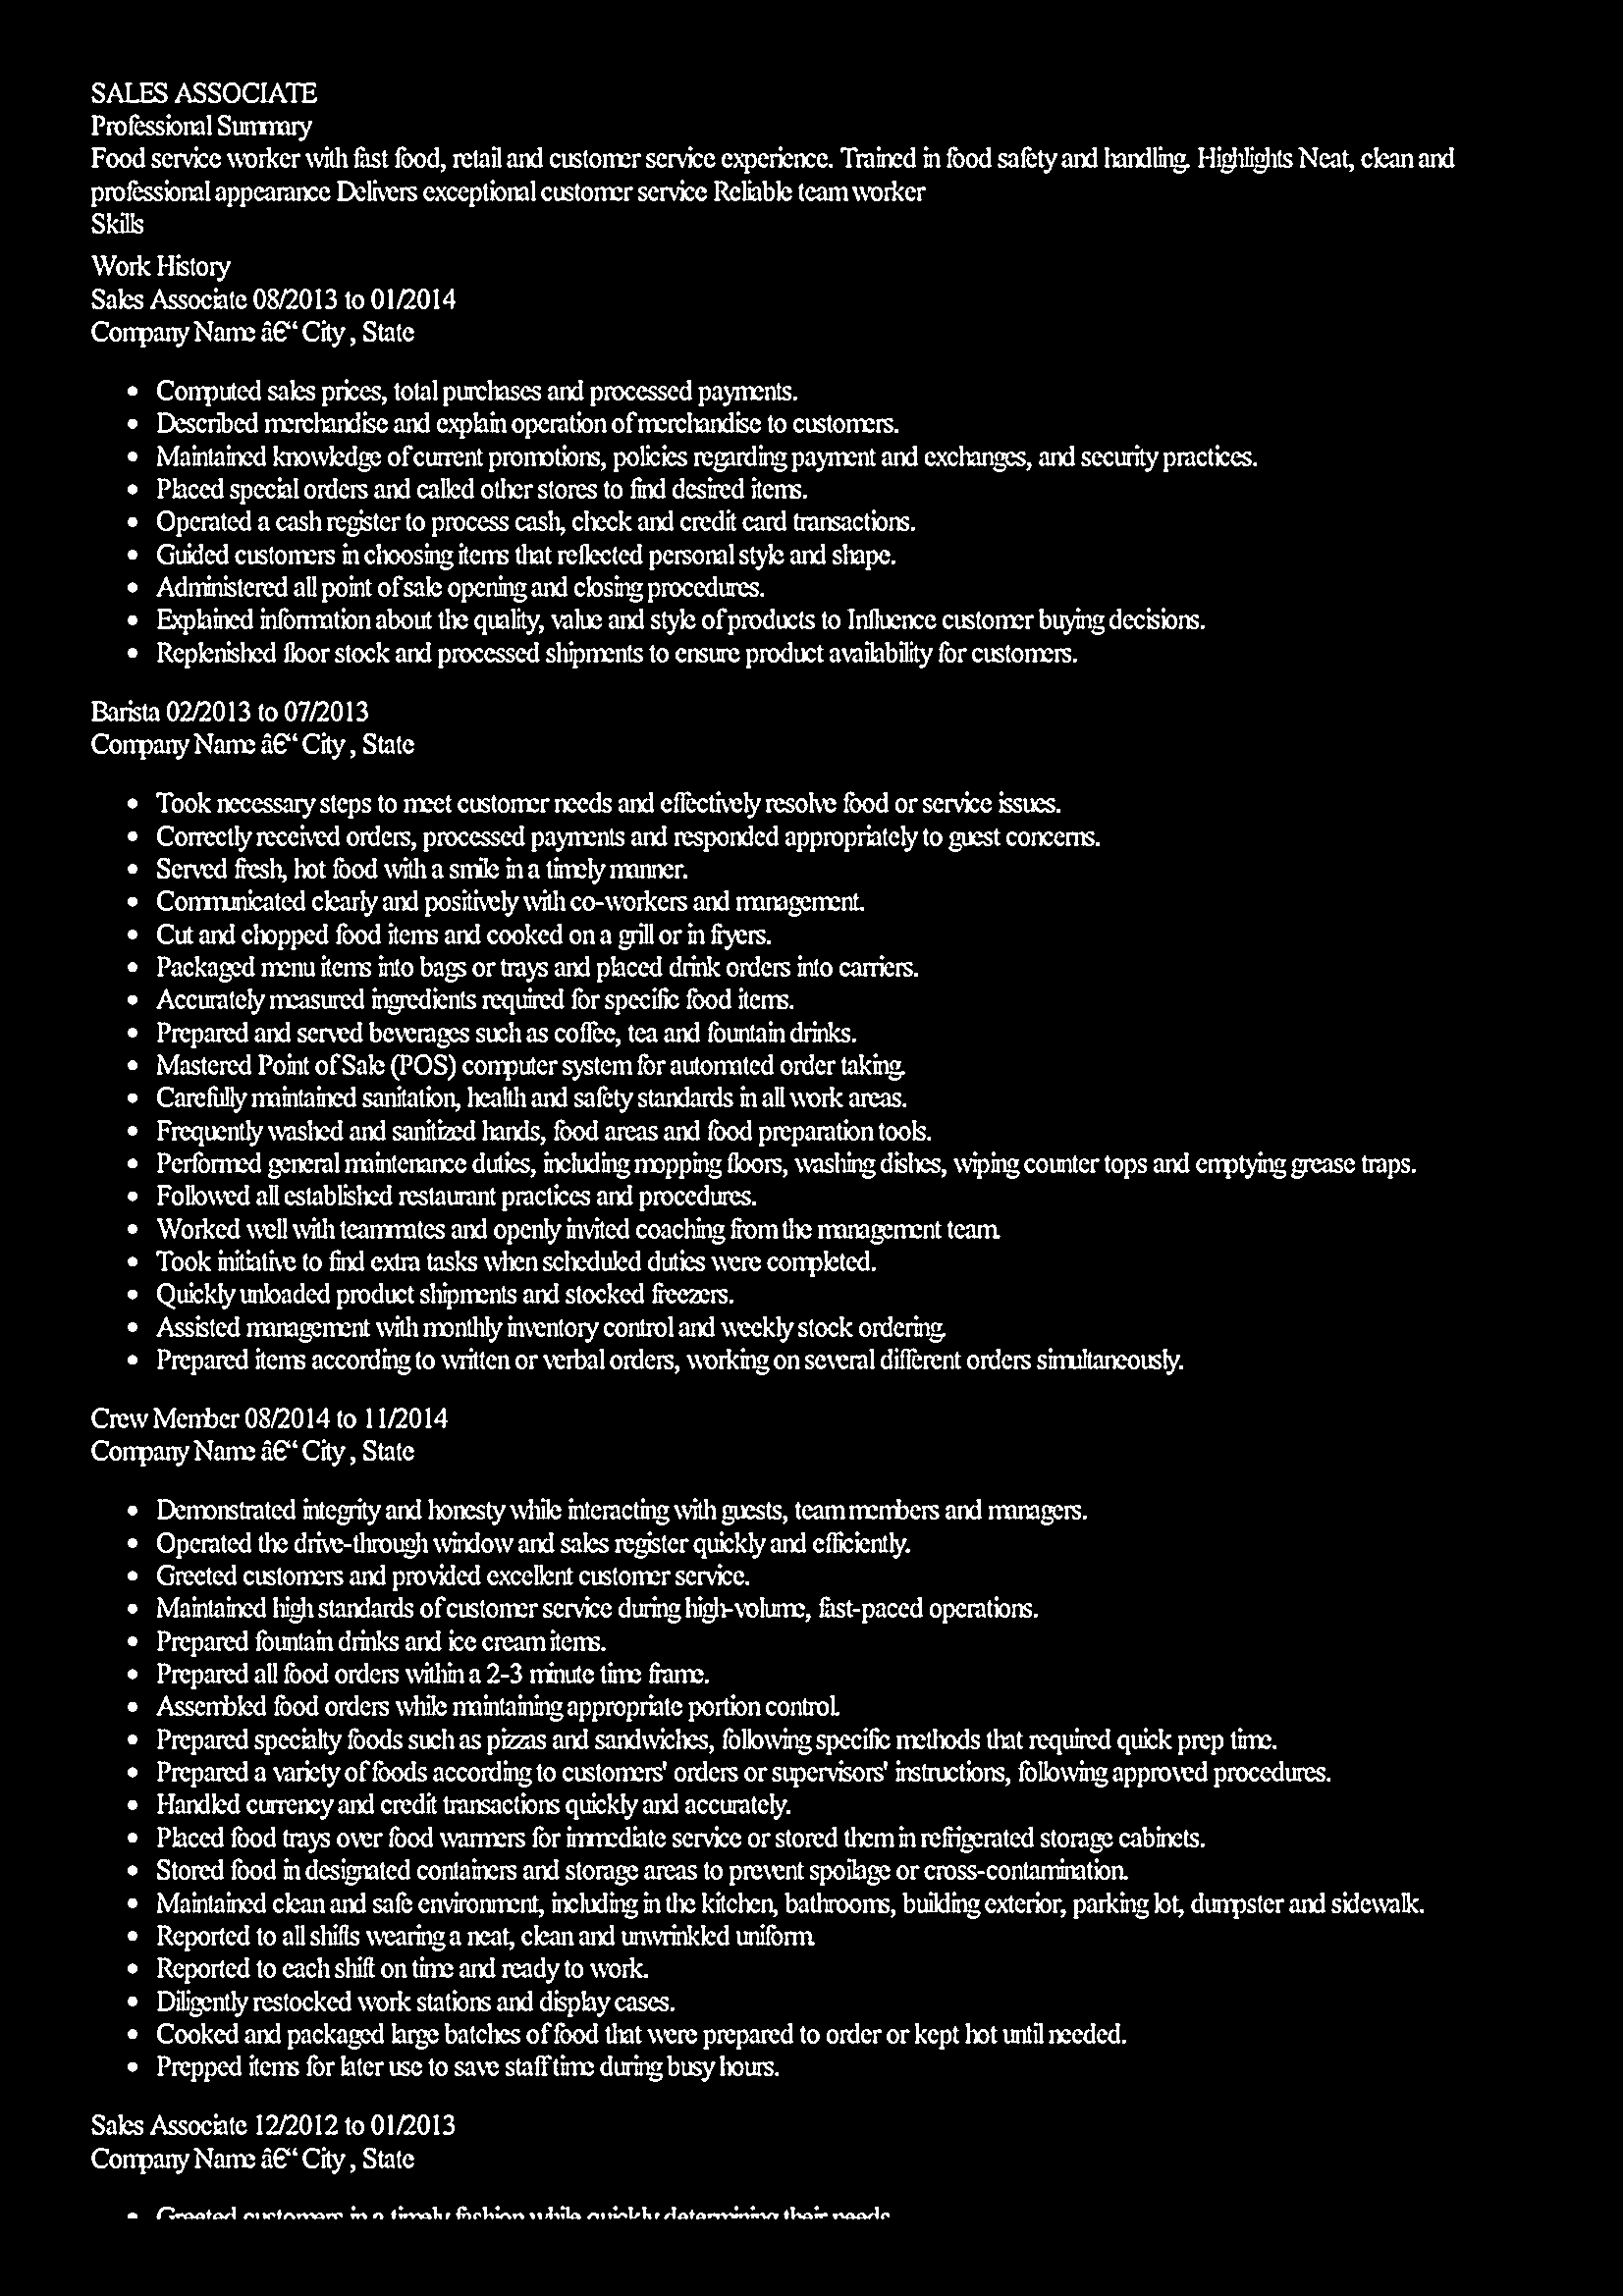 SALES ASSOCIATE
Professional Summary
Food service worker with fast food, retail and customer service experience. Trained in food safety and handling. Highlights Neat, clean and
professional appearance Delivers exceptional customer service Reliable team worker
Skills
Work History
Sales Associate 08/2013 to 01/2014
Company Name â€“ City , State
• Computed sales prices, total purchases and processed payments.
• Described merchandise and explain operation of merchandise to customers.
• Maintained knowledge of current promotions, policies regarding payment and exchanges, and security practices.
• Placed special orders and called other stores to find desired items.
• Operated a cash register to process cash, check and credit card transactions.
• Guided customers in choosing items that reflected personal style and shape.
• Administered all point of sale opening and closing procedures.
• Explained information about the quality, value and style of products to Influence customer buying decisions.
• Replenished floor stock and processed shipments to ensure product availability for customers.
Barista 02/2013 to 07/2013
Company Name â€“ City , State
• Took necessary steps to meet customer needs and effectively resolve food or service issues.
• Correctly received orders, processed payments and responded appropriately to guest concerns.
• Served fresh, hot food with a smile in a timely manner.
• Communicated clearly and positively with co-workers and management.
• Cut and chopped food items and cooked on a grill or in fryers.
• Packaged menu items into bags or trays and placed drink orders into carriers.
• Accurately measured ingredients required for specific food items.
• Prepared and served beverages such as coffee, tea and fountain drinks.
• Mastered Point of Sale (POS) computer system for automated order taking.
• Carefully maintained sanitation, health and safety standards in all work areas.
• Frequently washed and sanitized hands, food areas and food preparation tools.
• Performed general maintenance duties, including mopping floors, washing dishes, wiping counter tops and emptying grease traps.
• Followed all established restaurant practices and procedures.
• Worked well with teammates and openly invited coaching from the management team.
• Took initiative to find extra tasks when scheduled duties were completed.
• Quickly unloaded product shipments and stocked freezers.
• Assisted management with monthly inventory control and weekly stock ordering.
• Prepared items according to written or verbal orders, working on several different orders simultaneously.
Crew Member 08/2014 to 11/2014
Company Name â€“ City , State
• Demonstrated integrity and honesty while interacting with guests, team members and managers.
• Operated the drive-through window and sales register quickly and efficiently.
• Greeted customers and provided excellent customer service.
• Maintained high standards of customer service during high-volume, fast-paced operations.
• Prepared fountain drinks and ice cream items.
• Prepared all food orders within a 2-3 minute time frame.
• Assembled food orders while maintaining appropriate portion control.
• Prepared specialty foods such as pizzas and sandwiches, following specific methods that required quick prep time.
• Prepared a variety of foods according to customers' orders or supervisors' instructions, following approved procedures.
• Handled currency and credit transactions quickly and accurately.
• Placed food trays over food warmers for immediate service or stored them in refrigerated storage cabinets.
• Stored food in designated containers and storage areas to prevent spoilage or cross-contamination.
• Maintained clean and safe environment, including in the kitchen, bathrooms, building exterior, parking lot, dumpster and sidewalk.
• Reported to all shifts wearing a neat, clean and unwrinkled uniform.
• Reported to each shift on time and ready to work.
• Diligently restocked work stations and display cases.
• Cooked and packaged large batches of food that were prepared to order or kept hot until needed.
• Prepped items for later use to save staff time during busy hours.
Sales Associate 12/2012 to 01/2013
Company Name â€“ City , State
• Greeted customers in a timely fashion while quickly determining their needs